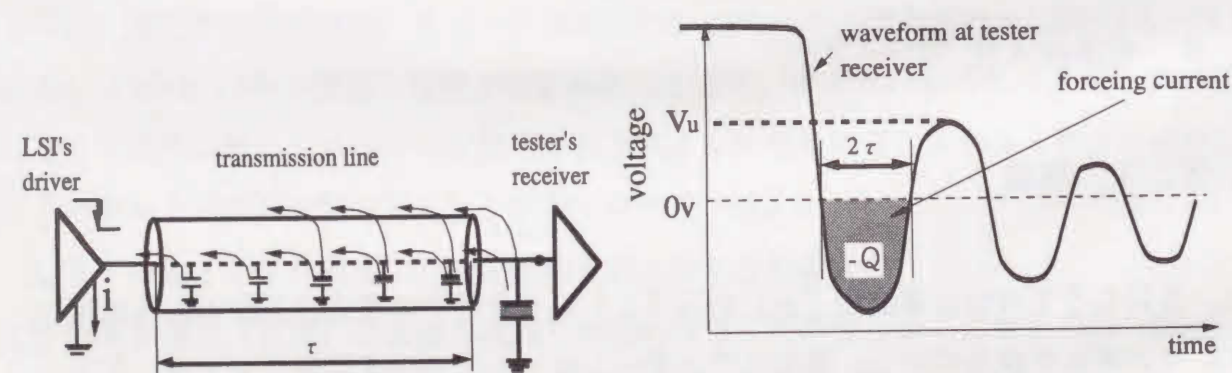 LSI's
driver
transmission line
tester's
receiver
i
τ
waveform at tester
receiver
forceing current
voltage
Vu
2 τ
0v
-Q
time